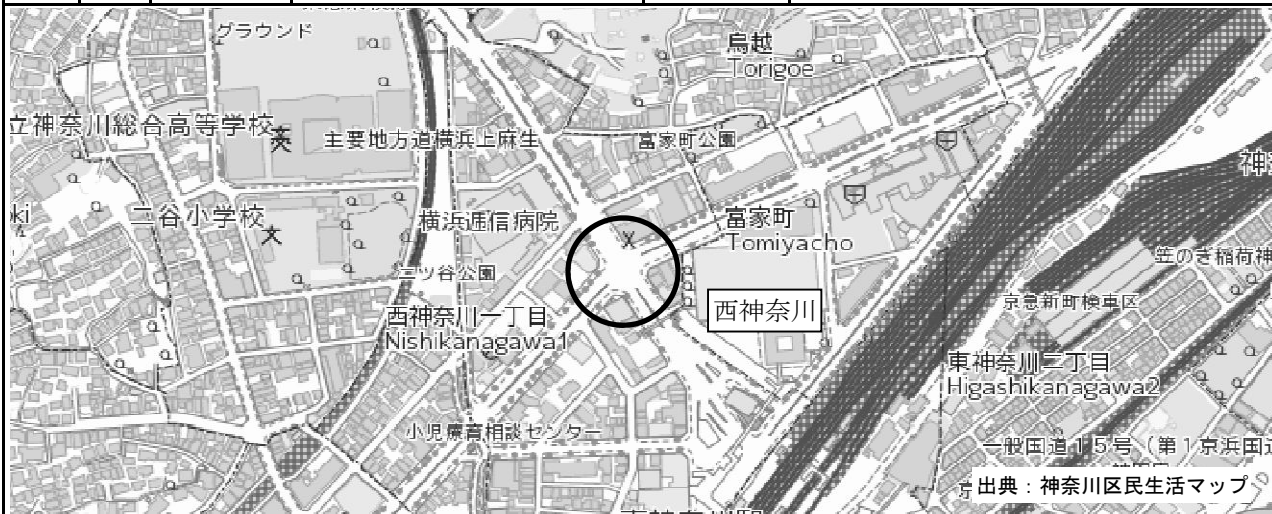 グラウンド
鳥越
Torigoe
立神奈川総合高等学校
主要地方道横浜上麻生
富家町公園
二谷小学校
横浜逓信病院
富家町
Tomiyacho
ki
三ツ谷公園
笠のき稲荷神
西神奈川一丁目
Nishikanagawa1
西神奈川
京急新町検車区
東神奈川二丁目
Higashikanagawa2
小児療育相談センター
一般国道15号(第1京浜国道
出典:神奈川区民生活マップ